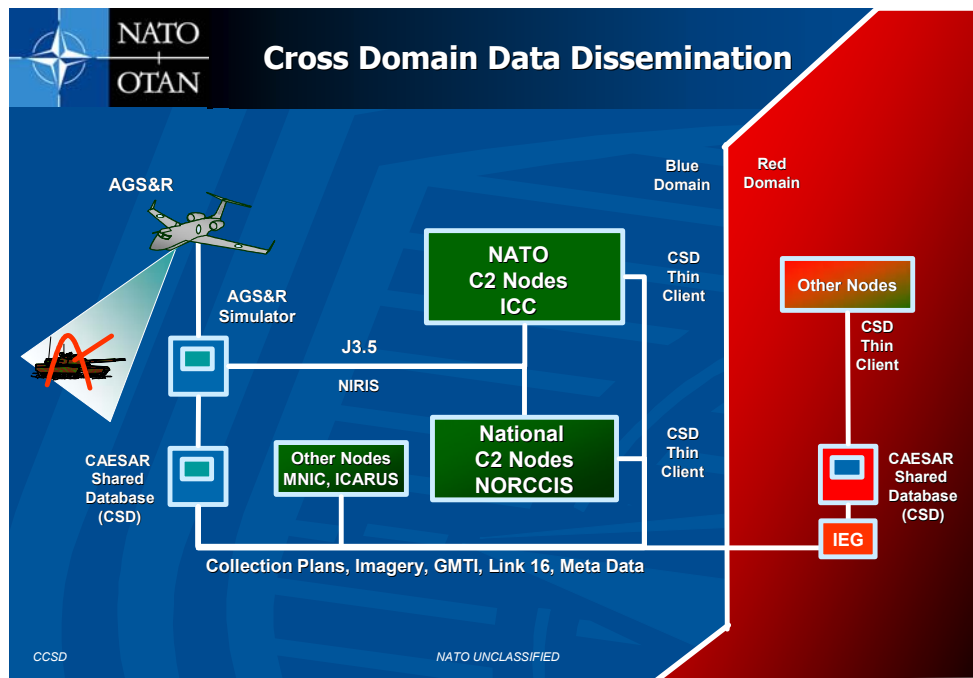 NATO
OTAN
Cross Domain Data Dissemination
Blue
Domain
Red
Domain
AGS&R
AGS&R
Simulator
NATO
C2 Nodes
ICC
CSD
Thin
Client
Other Nodes
CSD
Thin
Client
J3.5
NIRIS
CAESAR
Shared
Database
(CSD)
Other Nodes
MNIC, ICARUS
National
C2 Nodes
NORCCIS
CSD
Thin
Client
CAESAR
Shared
Database
(CSD)
IEG
Collection Plans, Imagery, GMTI, Link 16, Meta Data
CCSD
NATO UNCLASSIFIED